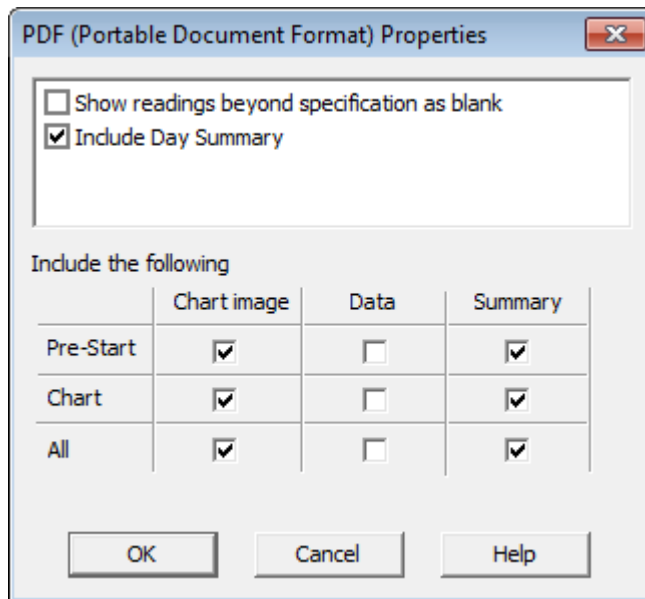 PDF (Portable Document Format) Properties
Show readings beyond specification as blank
Include Day Summary
Include the following
Chart image Data Summary
Pre-Start
Chart
All
OK Cancel Help